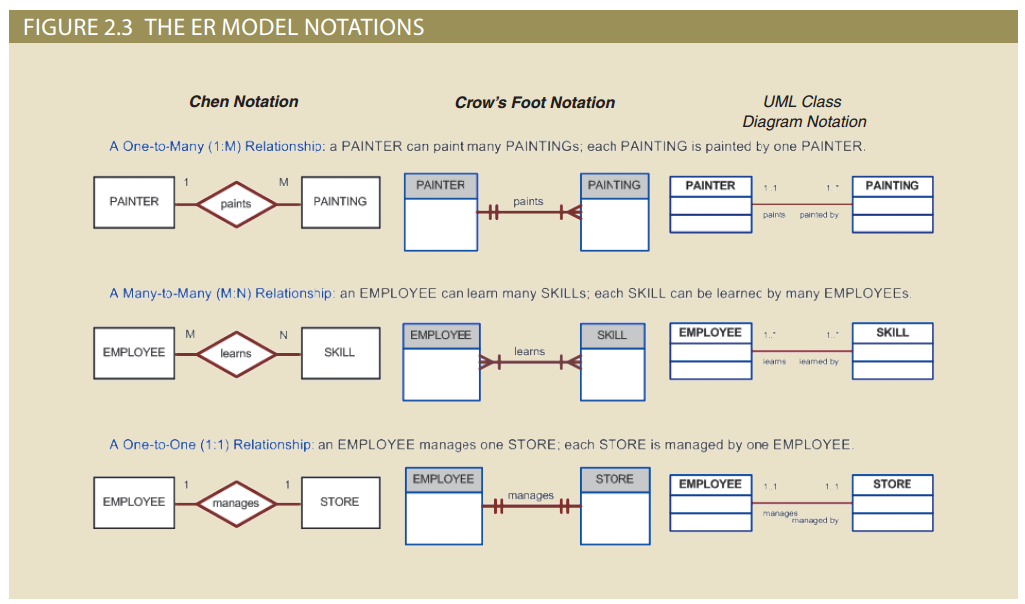 FIGURE 2.3 THE ER MODEL NOTATIONS
Chen Notation
Crow's Foot Notation
UML Class
Diagram Notation
A One-to-Many (1:M) Relationship: a PAINTER can paint many PAINTINGs; each PAINTING is painted by one PAINTER.
PAINTER
1
paints
M
PAINTING
PAINTER
paints
PAINTING
PAINTER
1..1
1..*
PAINTING
paints
painted by
A Many-to-Many (M:N) Relationship: an EMPLOYEE can learn many SKILLs; each SKILL can be learned by many EMPLOYEEs.
EMPLOYEE
M
learns
N
SKILL
EMPLOYEE
learns
SKILL
EMPLOYEE
1..*
1..*
SKILL
learns
learned by
A One-to-One (1:1) Relationship: an EMPLOYEE manages one STORE; each STORE is managed by one EMPLOYEE.
EMPLOYEE
1
manages
1
STORE
EMPLOYEE
manages
STORE
EMPLOYEE
1..1
1..1
STORE
manages
managed by